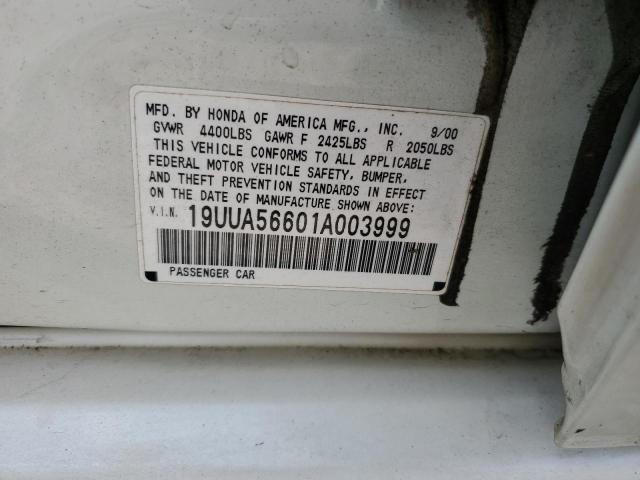 MFD. BY HONDA OF AMERICA MFG., INC. 9/00
GVWR 4400LBS GAWR F 2425LBS R 2050LBS
THIS VEHICLE CONFORMS TO ALL APPLICABLE
FEDERAL MOTOR VEHICLE SAFETY, BUMPER,
AND THEFT PREVENTION STANDARDS IN EFFECT
ON THE DATE OF MANUFACTURE SHOWN ABOVE:
V.I.N. 19UUA56601A003999
PASSENGER CAR